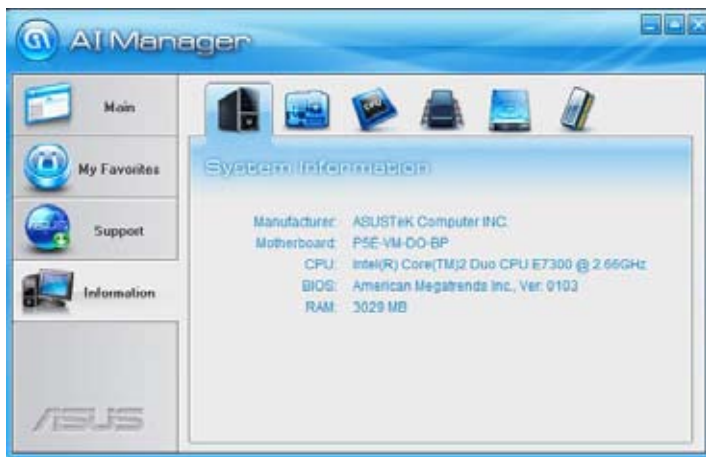 AI Manager
Main
My Favorites
Support
Information
ASUS
CPU
System Information
Manufacturer: ASUSTeK Computer INC.
Motherboard: P5E-VM-DO-BP
CPU: Intel(R) Core(TM)2 Duo CPU E7300 @ 2.66GHz
BIOS: American Megatrends Inc., Ver: 0103
RAM: 3029 MB